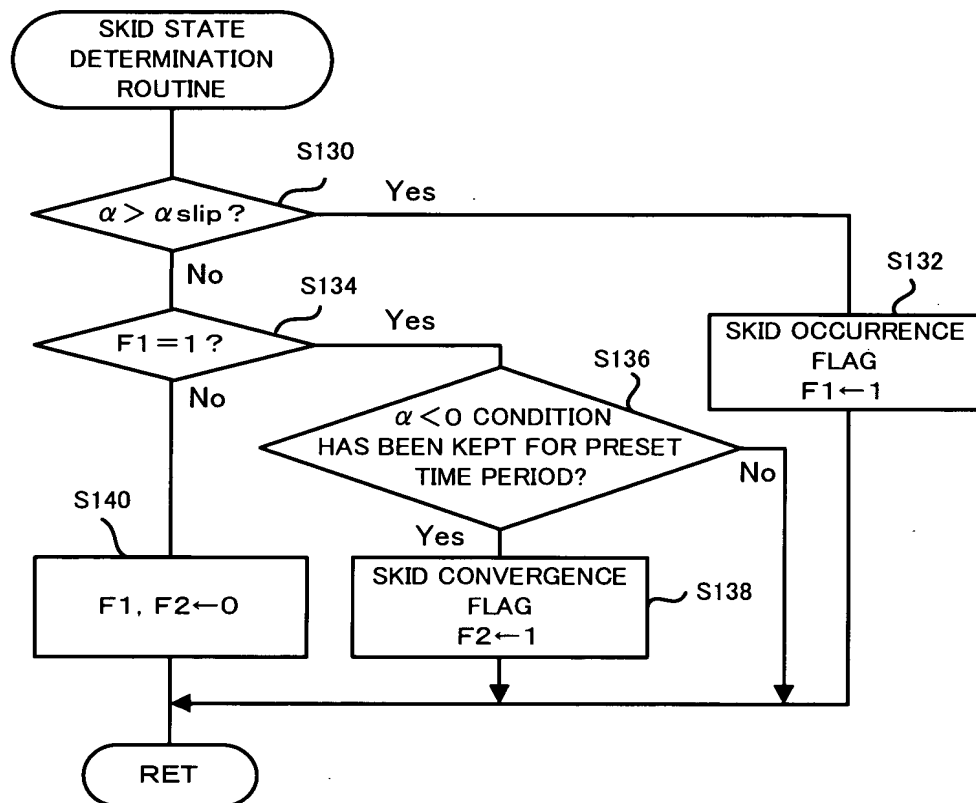 SKID STATE
DETERMINATION
ROUTINE
S130
α > αslip ?
Yes
No
S134
F1=1 ?
Yes
No
S132
SKID OCCURRENCE
FLAG
F1←1
S136
α<0 CONDITION
HAS BEEN KEPT FOR PRESET
TIME PERIOD?
No
Yes
S140
F1, F2←0
SKID CONVERGENCE
FLAG
F2←1
S138
RET